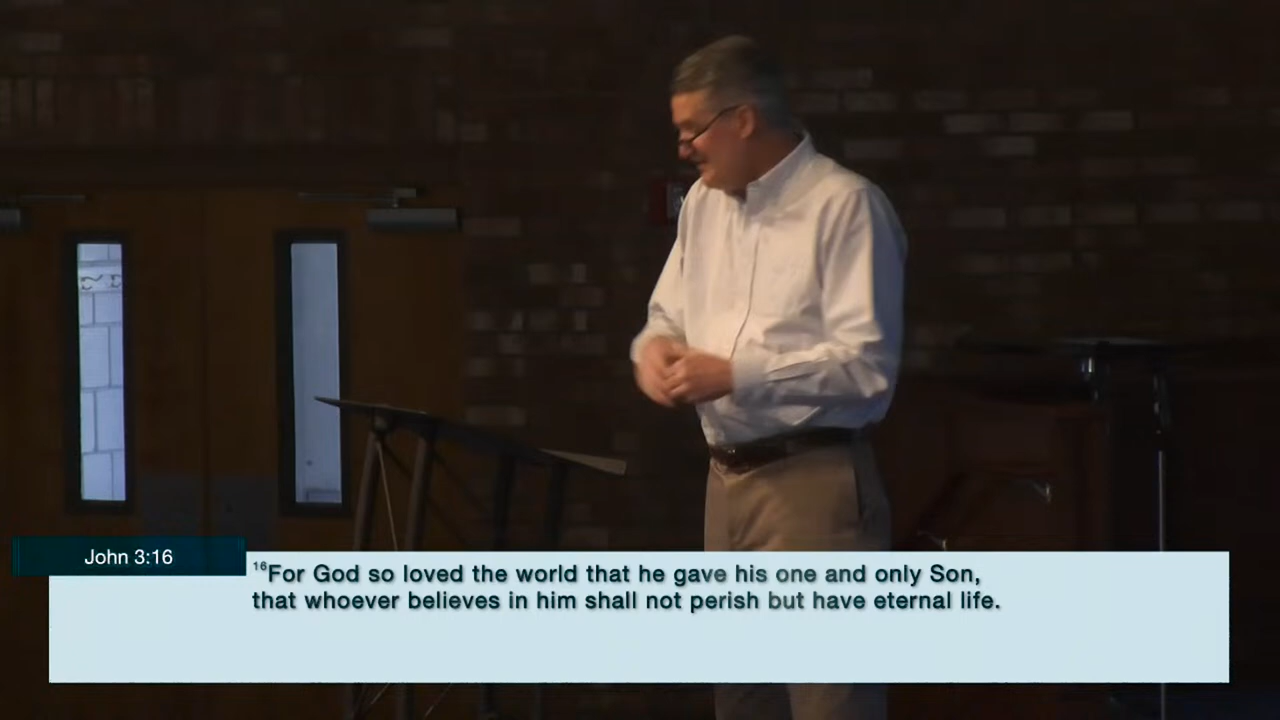 John 3:16
¹⁶For God so loved the world that he gave his one and only Son,
that whoever believes in him shall not perish but have eternal life.